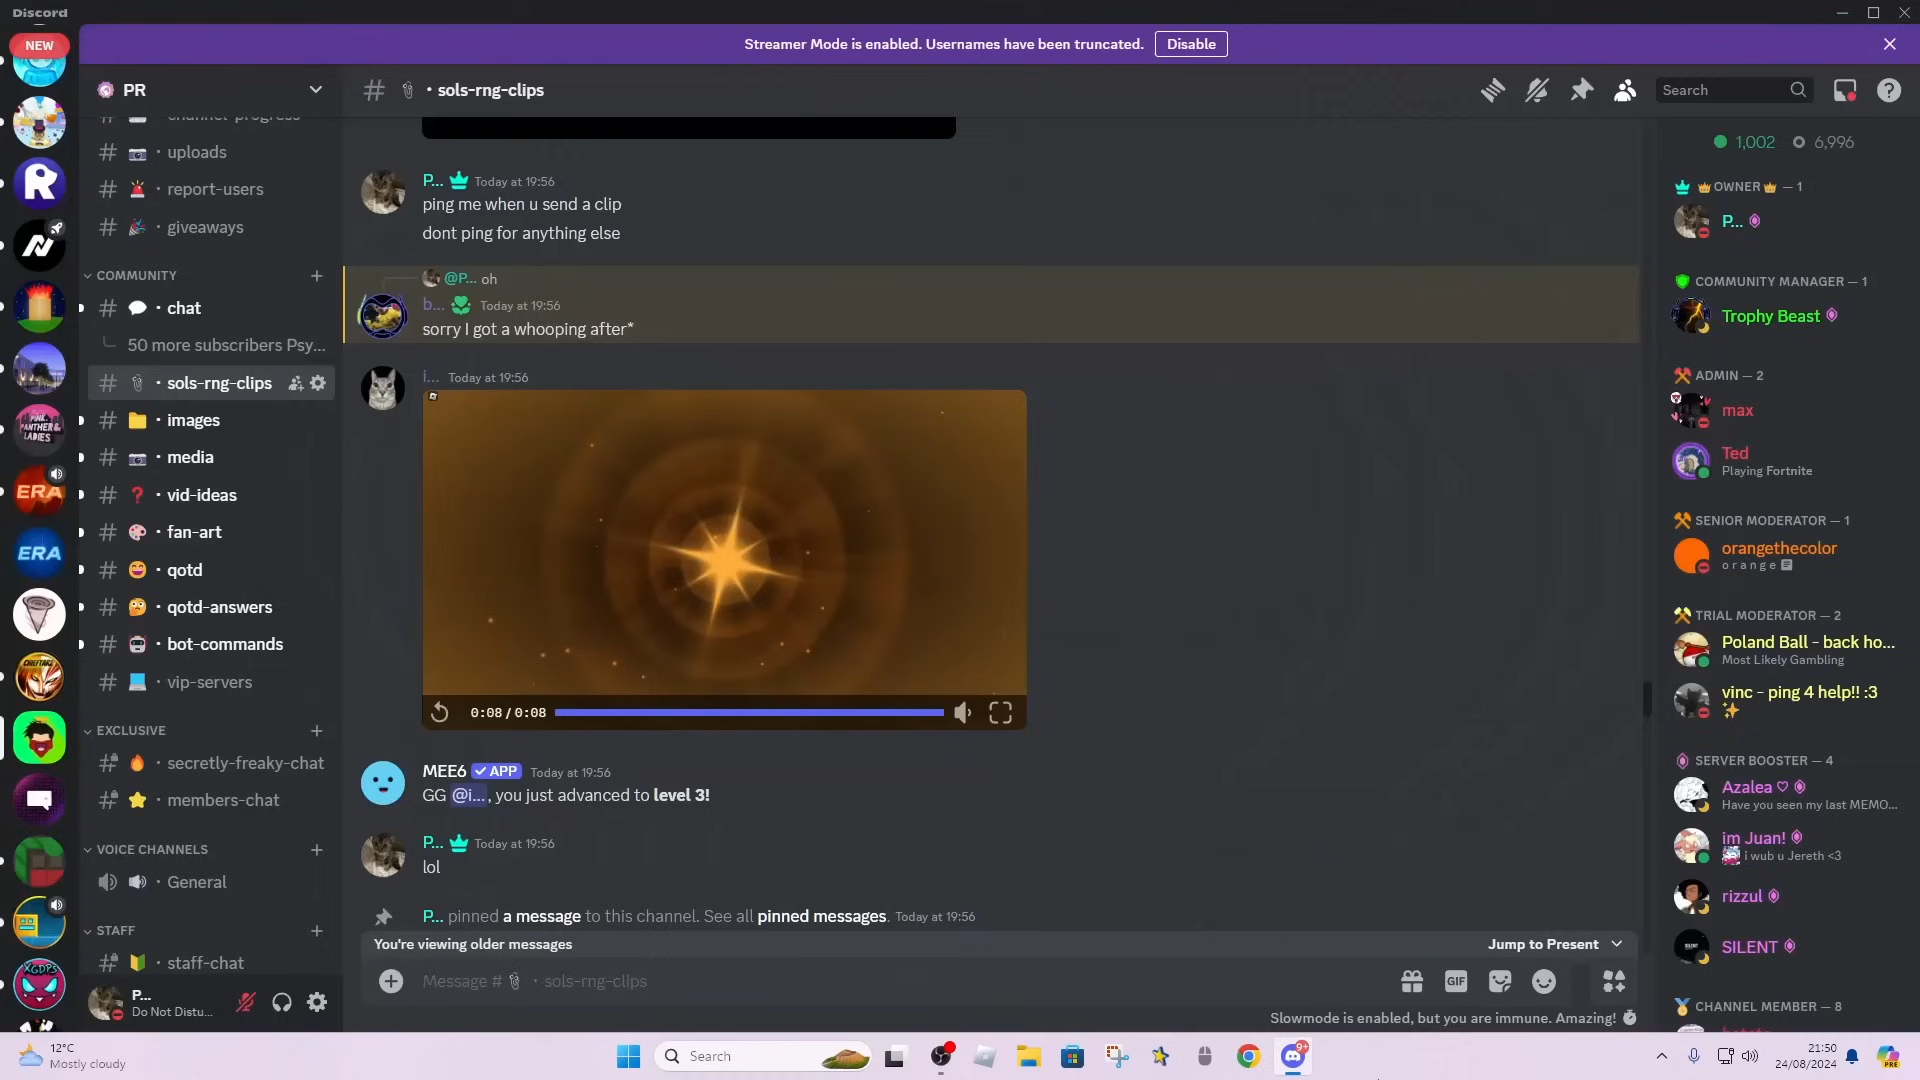 Discord
NEW
Streamer Mode is enabled. Usernames have been truncated.
Disable
PR
channel-progress
uploads
report-users
giveaways
COMMUNITY
chat
50 more subscribers Psy...
sols-rng-clips
images
media
vid-ideas
fan-art
qotd
qotd-answers
bot-commands
vip-servers
EXCLUSIVE
secretly-freaky-chat
members-chat
VOICE CHANNELS
General
STAFF
staff-chat
P...
Do Not Distu...
PINK PANTHER & LADIES
ERA
ERA
XGDPS
• sols-rng-clips
Search
P... Today at 19:56
ping me when u send a clip
dont ping for anything else
@P... oh
b... Today at 19:56
sorry I got a whooping after*
i... Today at 19:56
0:08 / 0:08
MEE6 APP Today at 19:56
GG @i..., you just advanced to level 3!
P... Today at 19:56
lol
P... pinned a message to this channel. See all pinned messages. Today at 19:56
You're viewing older messages
Jump to Present
Message # · sols-rng-clips
GIF
Slowmode is enabled, but you are immune. Amazing!
1,002 6,996
OWNER — 1
P...
COMMUNITY MANAGER — 1
Trophy Beast
ADMIN — 2
max
Ted
Playing Fortnite
SENIOR MODERATOR — 1
orangethecolor
o r a n g e
TRIAL MODERATOR — 2
Poland Ball - back ho...
Most Likely Gambling
vinc - ping 4 help!! :3
SERVER BOOSTER — 4
Azalea ♡
Have you seen my last MEMO...
im Juan!
i wub u Jereth <3
rizzul
SILENT
CHANNEL MEMBER — 8
12°C
Mostly cloudy
Search
9+
21:50
24/08/2024
PRE